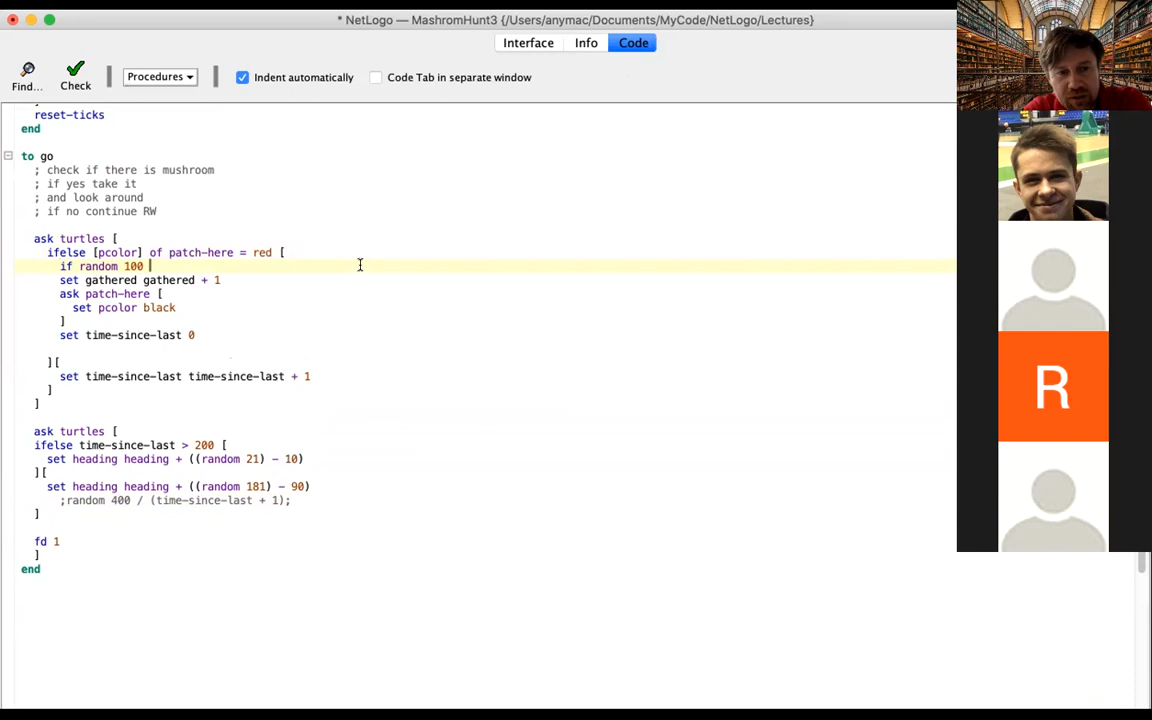 * NetLogo — MashromHunt3 {/Users/anymac/Documents/MyCode/NetLogo/Lectures}
Interface Info Code
Find... Check Procedures Indent automatically Code Tab in separate window
reset-ticks
end
to go
; check if there is mushroom
; if yes take it
; and look around
; if no continue RW
ask turtles [
ifelse [pcolor] of patch-here = red [
if random 100
set gathered gathered + 1
ask patch-here [
set pcolor black
]
set time-since-last 0
][
set time-since-last time-since-last + 1
]
]
ask turtles [
ifelse time-since-last > 200 [
set heading heading + ((random 21) - 10)
][
set heading heading + ((random 181) - 90)
;random 400 / (time-since-last + 1);
]
fd 1
]
end
R